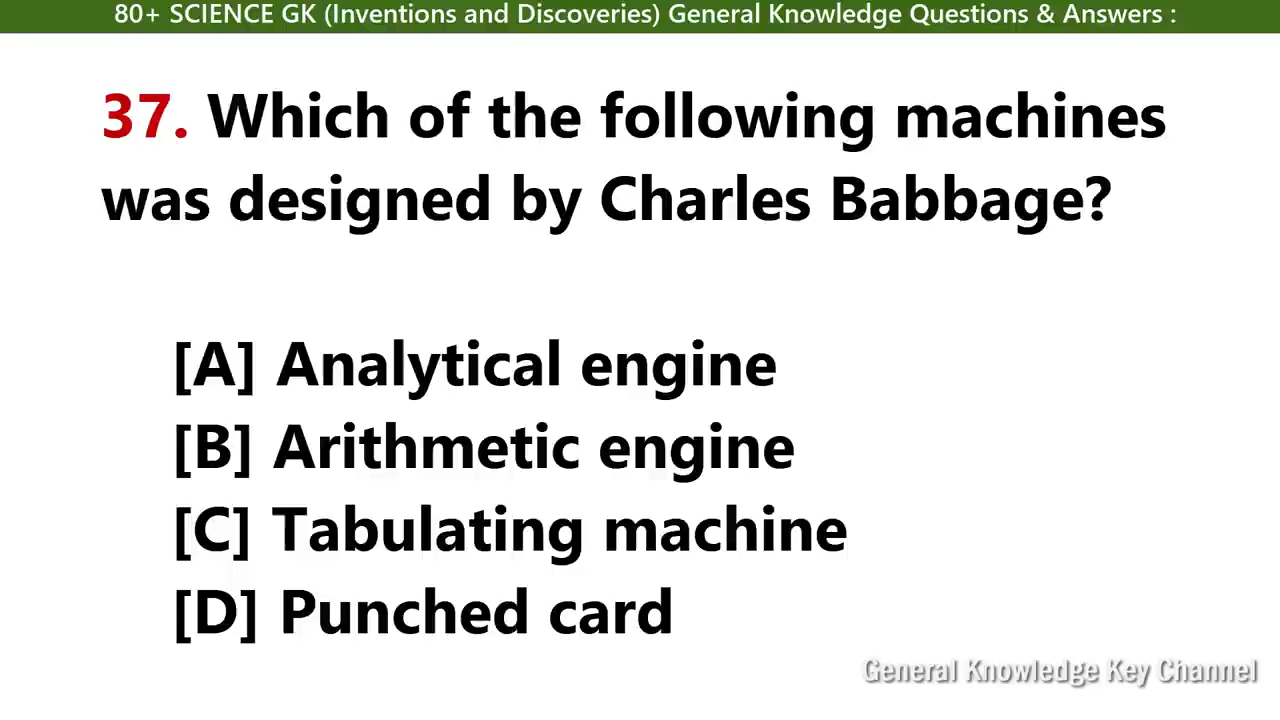 80+ SCIENCE GK (Inventions and Discoveries) General Knowledge Questions & Answers :
37. Which of the following machines
was designed by Charles Babbage?
[A] Analytical engine
[B] Arithmetic engine
[C] Tabulating machine
[D] Punched card
General Knowledge Key Channel